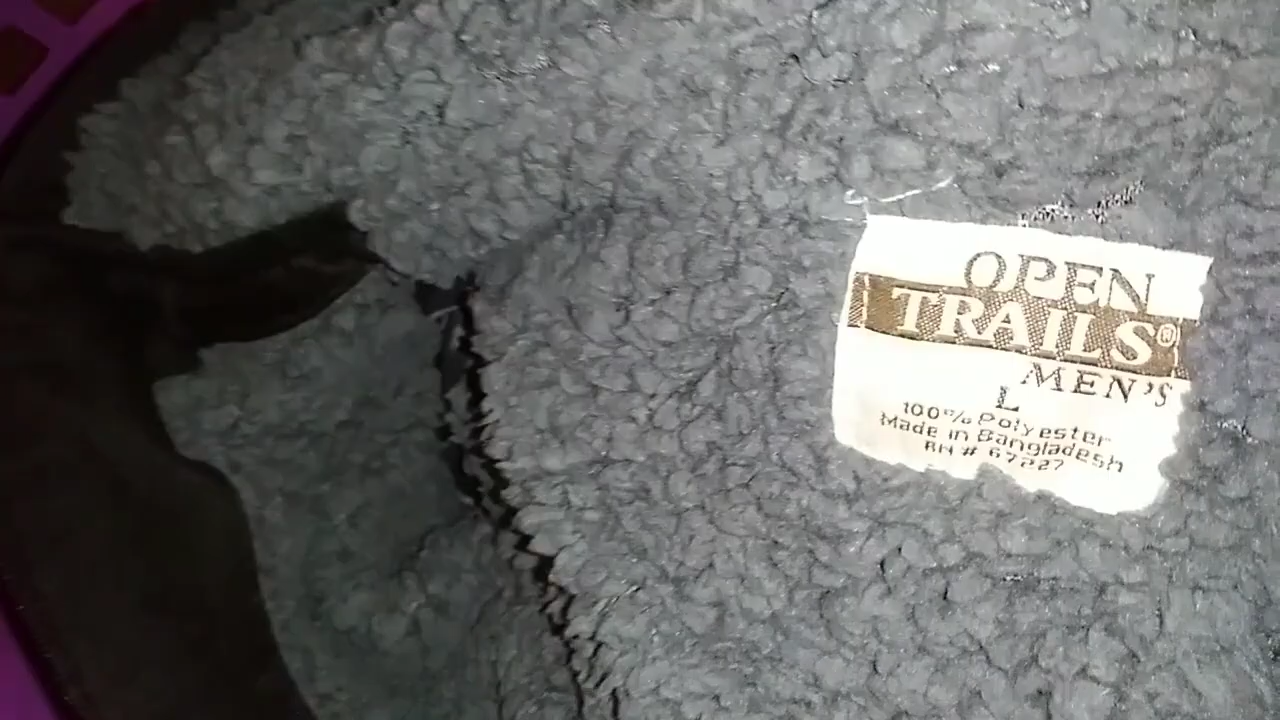 OPEN
TRAILS®
MEN'S
L
100% Polyester
Made in Bangladesh
RN # 67227